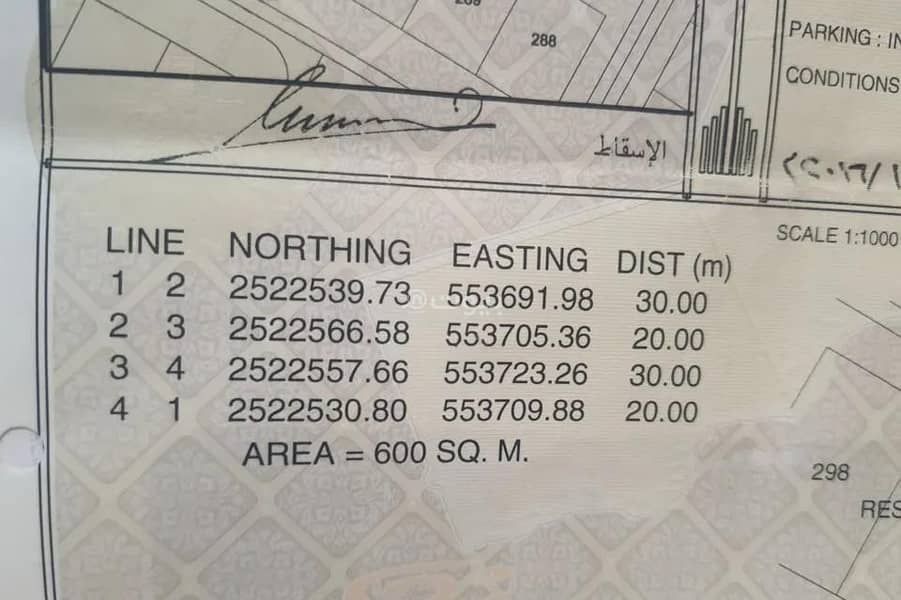 288
PARKING : IN
CONDITIONS
الإسقاط
SCALE 1:1000
LINE NORTHING EASTING DIST (m)
1 2 2522539.73 553691.98 30.00
2 3 2522566.58 553705.36 20.00
3 4 2522557.66 553723.26 30.00
4 1 2522530.80 553709.88 20.00
AREA = 600 SQ. M.
298
RES